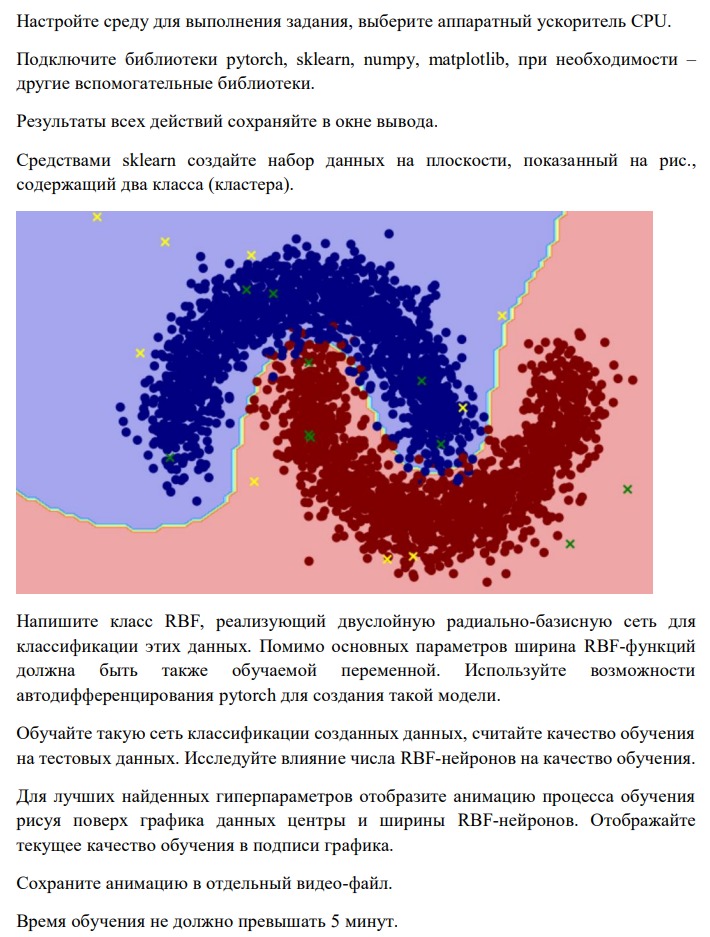 Настройте среду для выполнения задания, выберите аппаратный ускоритель CPU.
Подключите библиотеки pytorch, sklearn, numpy, matplotlib, при необходимости –
другие вспомогательные библиотеки.
Результаты всех действий сохраняйте в окне вывода.
Средствами sklearn создайте набор данных на плоскости, показанный на рис.,
содержащий два класса (кластера).
Напишите класс RBF, реализующий двуслойную радиально-базисную сеть для
классификации этих данных. Помимо основных параметров ширина RBF-функций
должна быть также обучаемой переменной. Используйте возможности
автодифференцирования pytorch для создания такой модели.
Обучайте такую сеть классификации созданных данных, считайте качество обучения
на тестовых данных. Исследуйте влияние числа RBF-нейронов на качество обучения.
Для лучших найденных гиперпараметров отобразите анимацию процесса обучения
рисуя поверх графика данных центры и ширины RBF-нейронов. Отображайте
текущее качество обучения в подписи графика.
Сохраните анимацию в отдельный видео-файл.
Время обучения не должно превышать 5 минут.